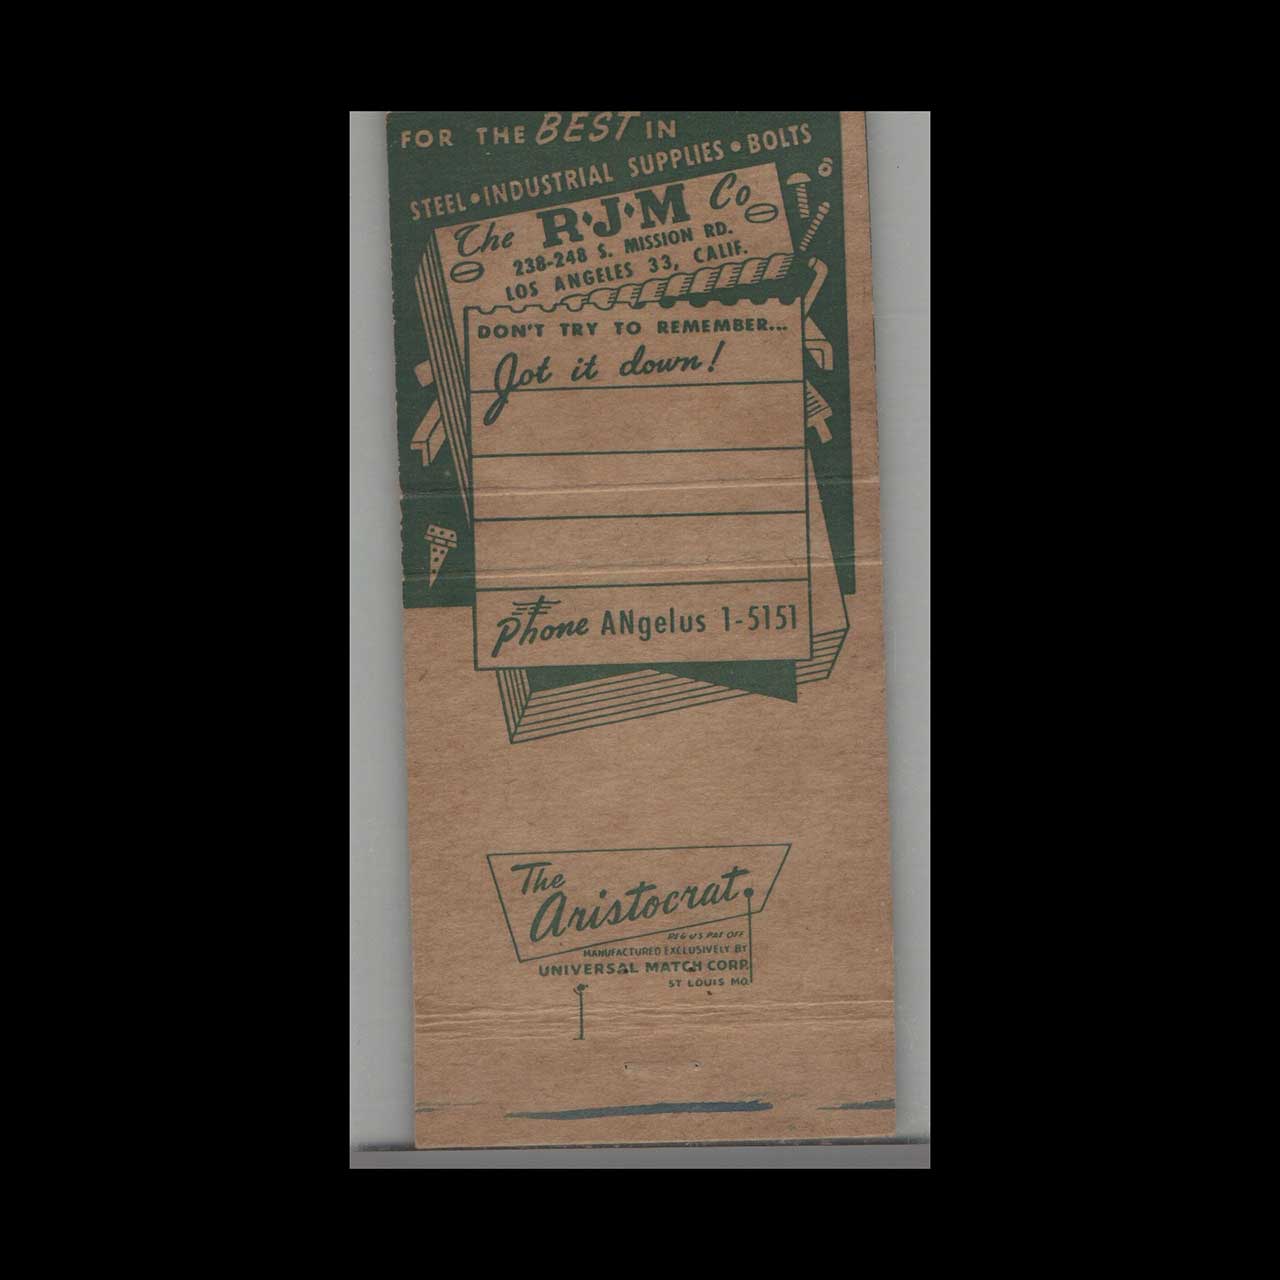 FOR THE BEST IN
STEEL • INDUSTRIAL SUPPLIES • BOLTS
The R•J•M Co
238-248 S. MISSION RD.
LOS ANGELES 33, CALIF.
DON'T TRY TO REMEMBER...
Jot it down!
Phone ANgelus 1-5151
The
Aristocrat
REG US PAT OFF
MANUFACTURED EXCLUSIVELY BY
UNIVERSAL MATCH CORP.
ST LOUIS MO.